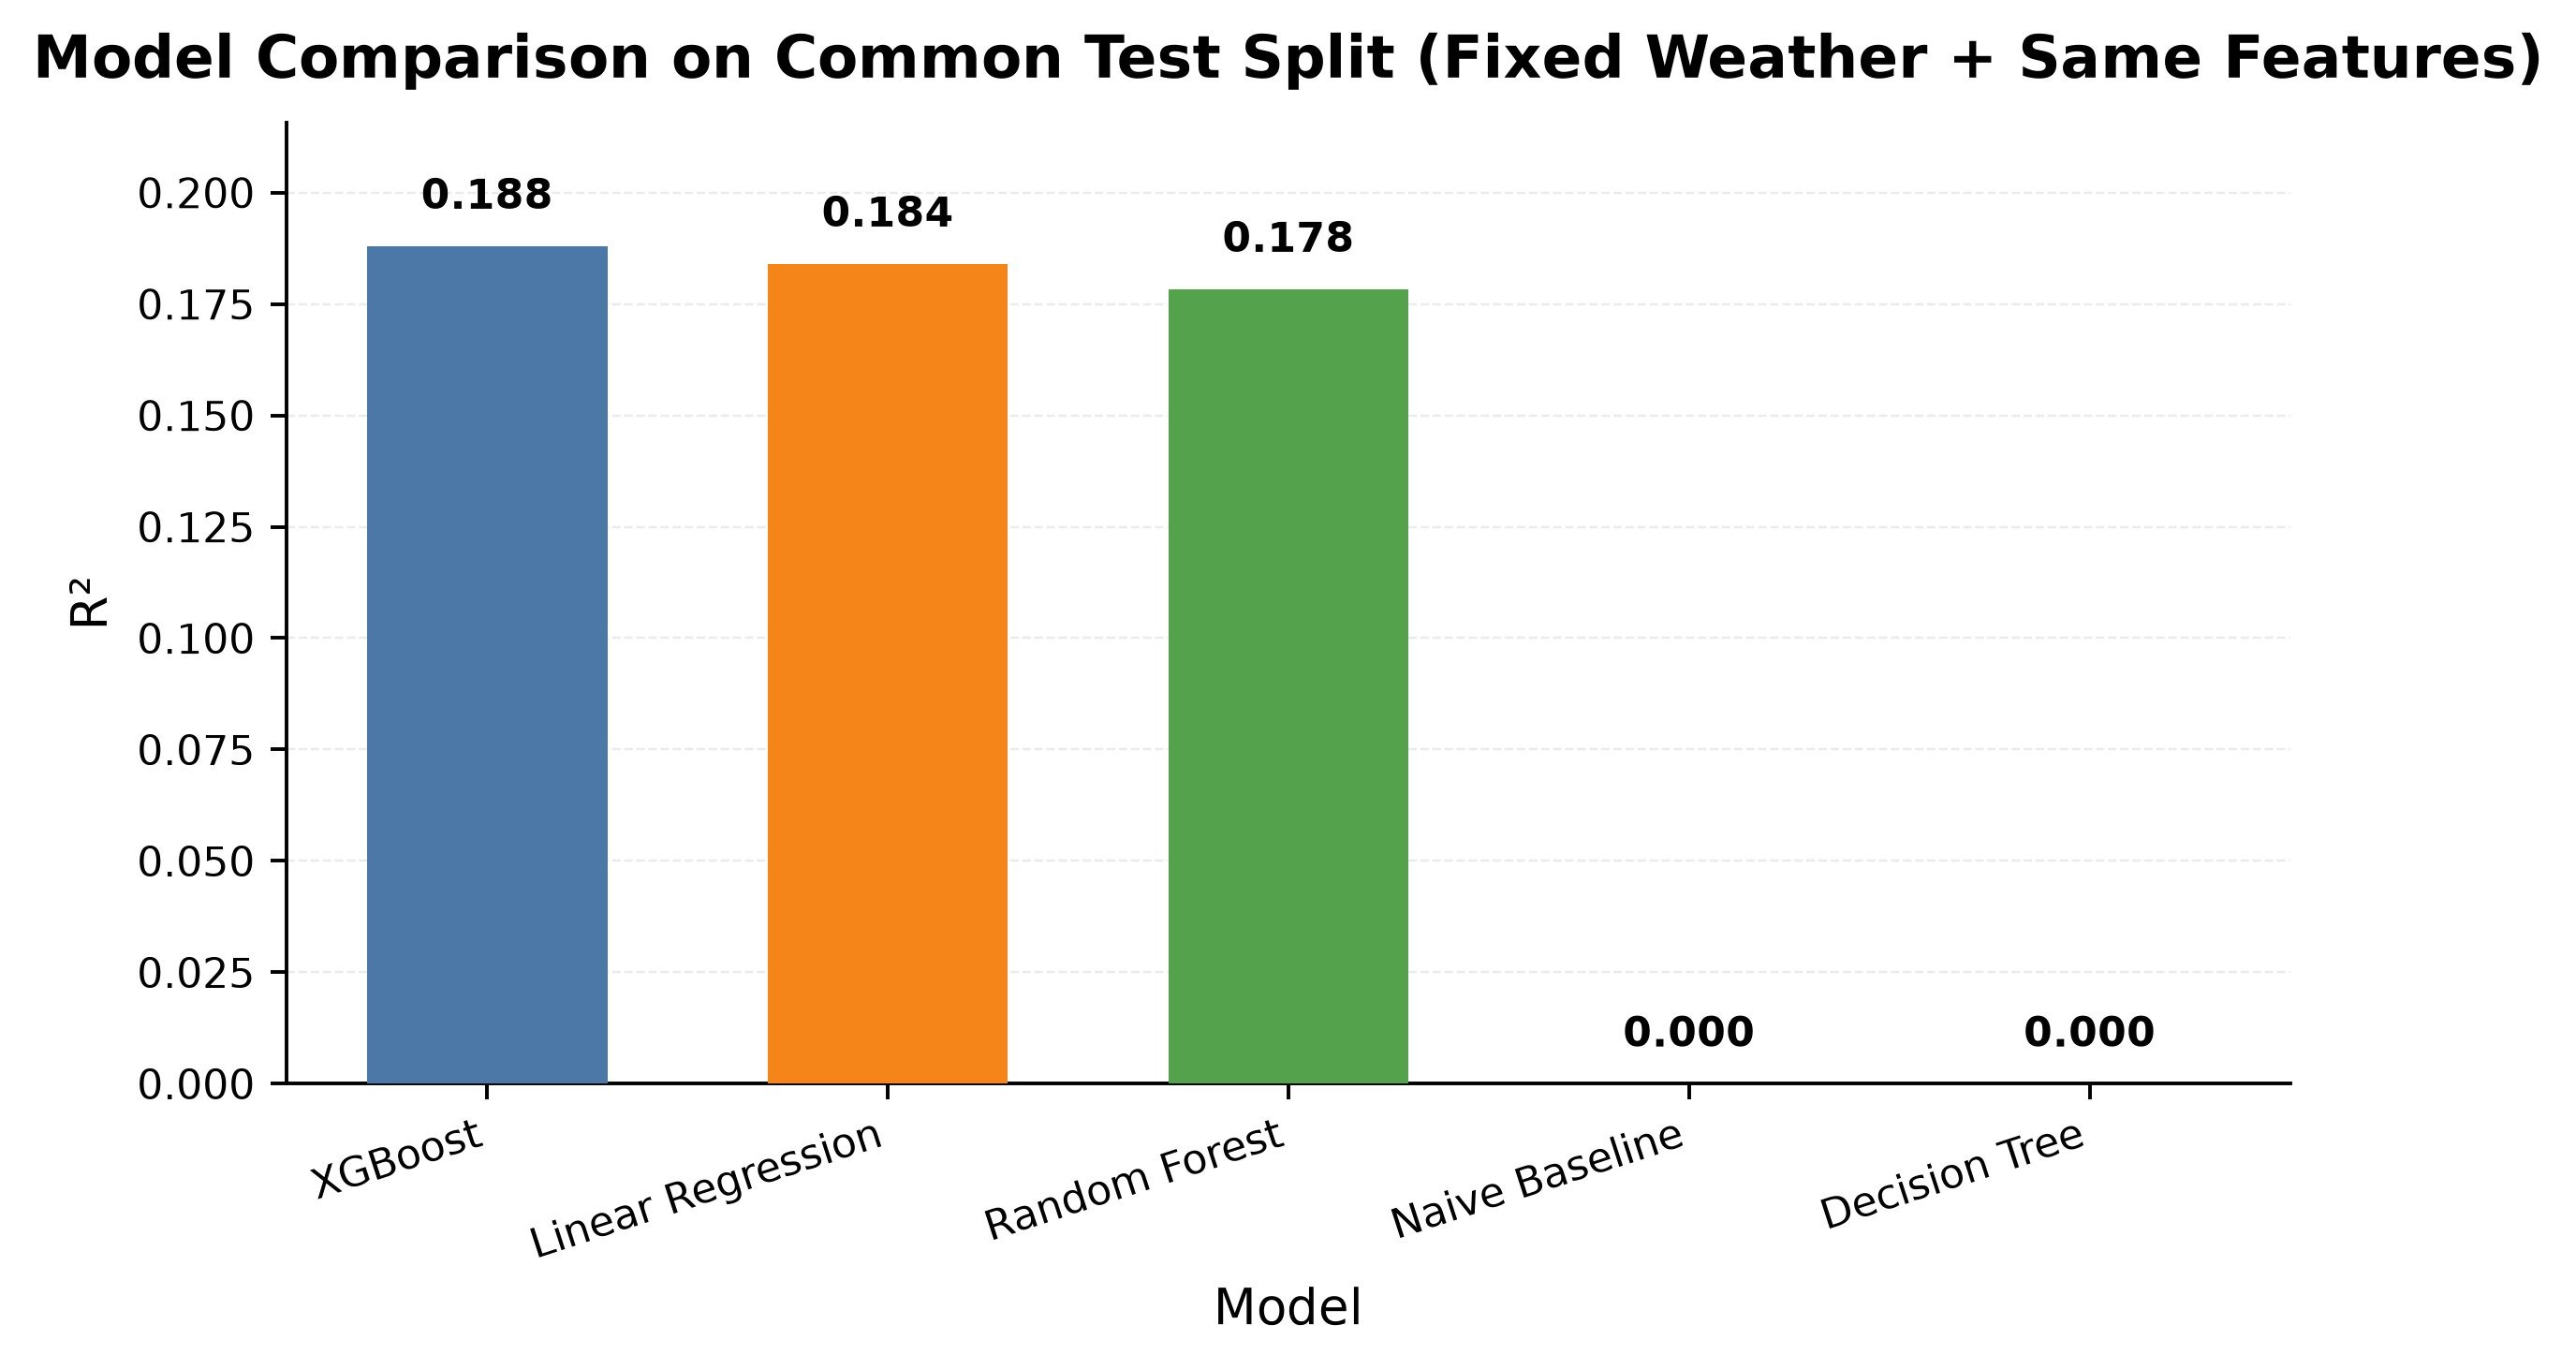 Model Comparison on Common Test Split (Fixed Weather + Same Features)
R²
0.200
0.175
0.150
0.125
0.100
0.075
0.050
0.025
0.000
0.188
0.184
0.178
0.000
0.000
XGBoost
Linear Regression
Random Forest
Naive Baseline
Decision Tree
Model